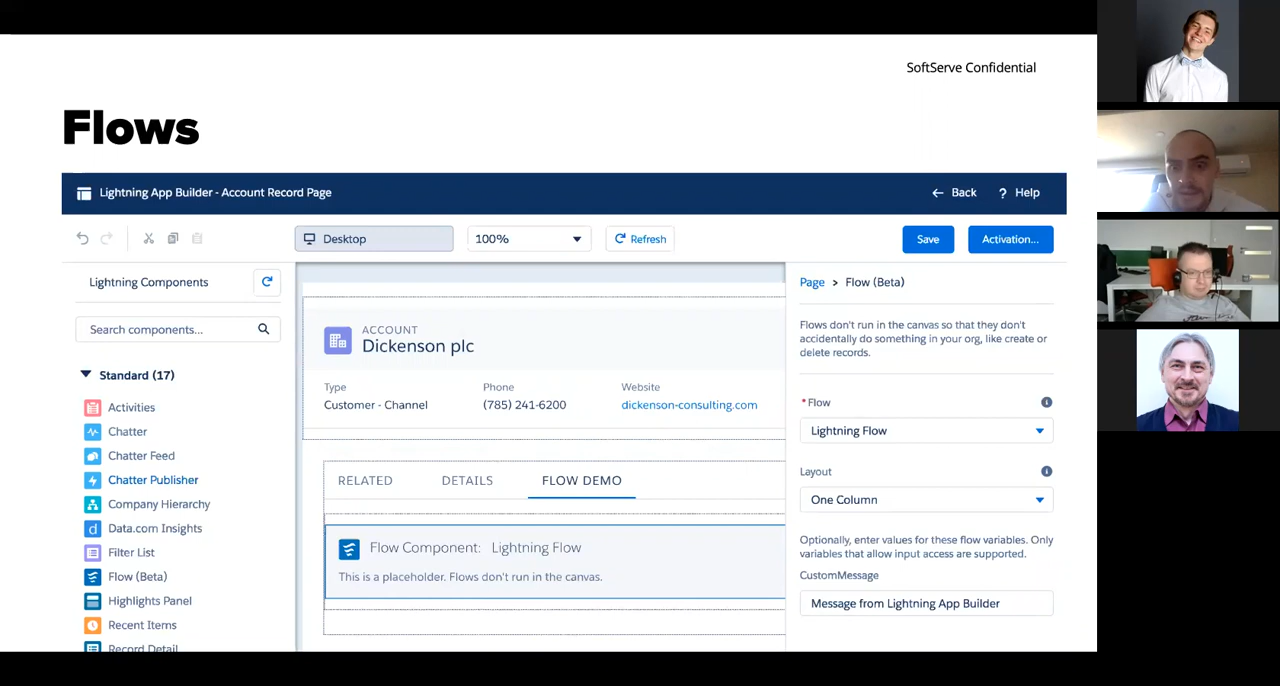 SoftServe Confidential
Flows
Lightning App Builder - Account Record Page
Back
? Help
Desktop
100%
Refresh
Save
Activation...
Lightning Components
Search components...
Standard (17)
Activities
Chatter
Chatter Feed
Chatter Publisher
Company Hierarchy
Data.com Insights
Filter List
Flow (Beta)
Highlights Panel
Recent Items
Record Detail
ACCOUNT
Dickenson plc
Type
Phone
Website
Customer - Channel
(785) 241-6200
dickenson-consulting.com
RELATED
DETAILS
FLOW DEMO
Flow Component: Lightning Flow
This is a placeholder. Flows don't run in the canvas.
Page > Flow (Beta)
Flows don't run in the canvas so that they don't
accidentally do something in your org, like create or
delete records.
* Flow
Lightning Flow
Layout
One Column
Optionally, enter values for these flow variables. Only
variables that allow input access are supported.
CustomMessage
Message from Lightning App Builder